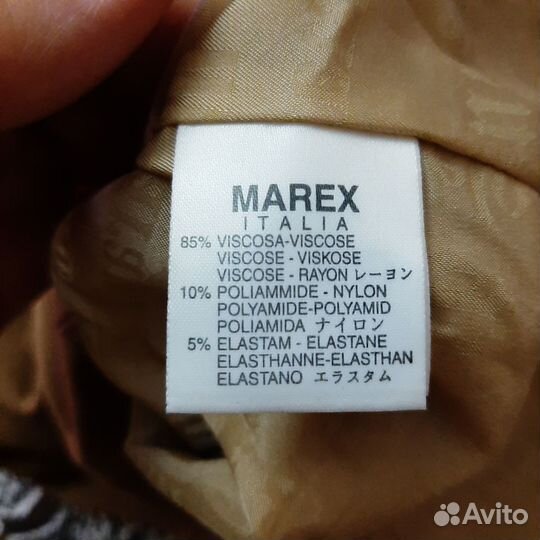 MAREX
ITALIA
85% VISCOSA-VISCOSE
VISCOSE - VISKOSE
VISCOSE - RAYON レーヨン
10% POLIAMMIDE - NYLON
POLYAMIDE-POLYAMID
POLIAMIDA ナイロン
5% ELASTAM - ELASTANE
ELASTHANNE-ELASTHAN
ELASTANO エラスタム
Avito